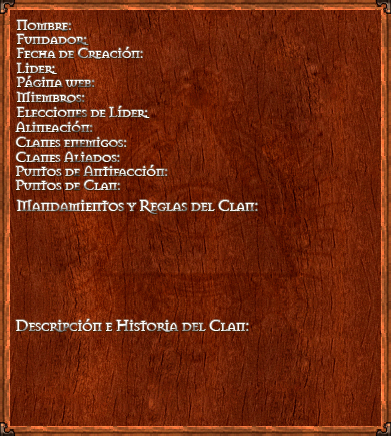 Nombre:
Fundador:
Fecha de Creación:
Lider:
Página web:
Miembros:
Elecciones de Líder:
Alineación:
Clanes enemigos:
Clanes Aliados:
Puntos de Antifacción:
Puntos de Clan:
Mandamientos y Reglas del Clan:
Descripción e Historia del Clan: